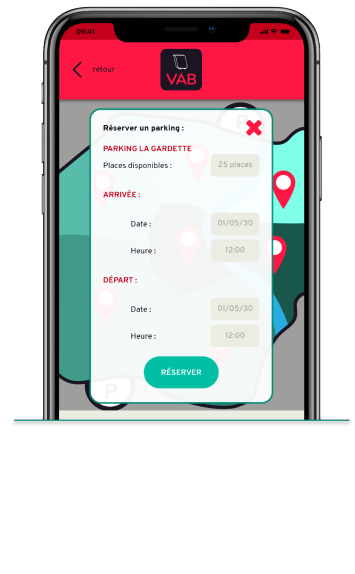 09:41
retour
VAB
Réserver un parking :
PARKING LA GARDETTE
Places disponibles : 25 places
ARRIVÉE :
Date : 01/05/30
Heure : 12:00
DÉPART :
Date : 01/05/30
Heure : 12:00
RÉSERVER
P